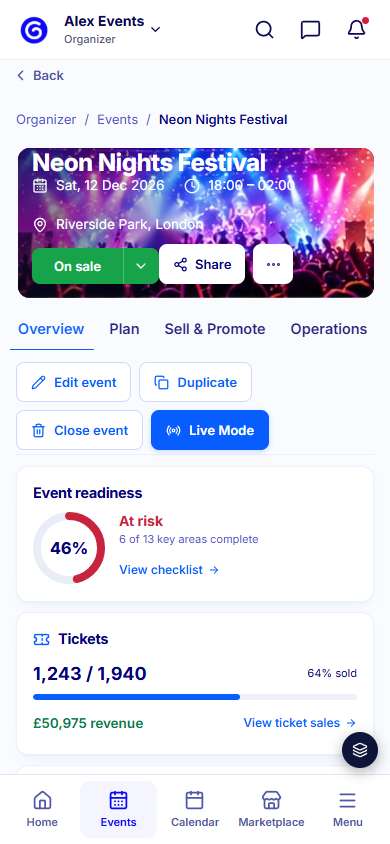 Alex Events
Organizer
Back
Organizer / Events / Neon Nights Festival
Neon Nights Festival
Sat, 12 Dec 2026 18:00 – 02:00
Riverside Park, London
On sale Share
Overview Plan Sell & Promote Operations
Edit event Duplicate
Close event Live Mode
Event readiness
46%
At risk
6 of 13 key areas complete
View checklist →
Tickets
1,243 / 1,940 64% sold
£50,975 revenue View ticket sales →
Home Events Calendar Marketplace Menu